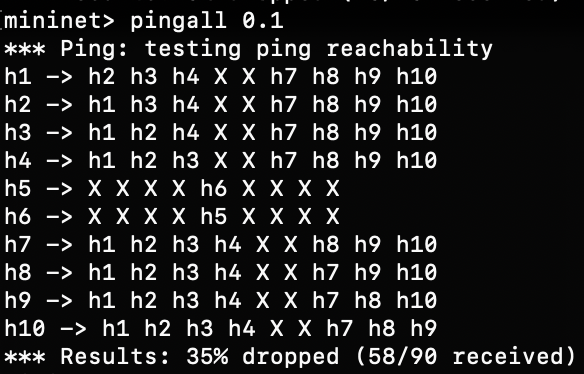 mininet> pingall 0.1
*** Ping: testing ping reachability
h1 -> h2 h3 h4 X X h7 h8 h9 h10
h2 -> h1 h3 h4 X X h7 h8 h9 h10
h3 -> h1 h2 h4 X X h7 h8 h9 h10
h4 -> h1 h2 h3 X X h7 h8 h9 h10
h5 -> X X X X h6 X X X X
h6 -> X X X X h5 X X X X
h7 -> h1 h2 h3 h4 X X h8 h9 h10
h8 -> h1 h2 h3 h4 X X h7 h9 h10
h9 -> h1 h2 h3 h4 X X h7 h8 h10
h10 -> h1 h2 h3 h4 X X h7 h8 h9
*** Results: 35% dropped (58/90 received)